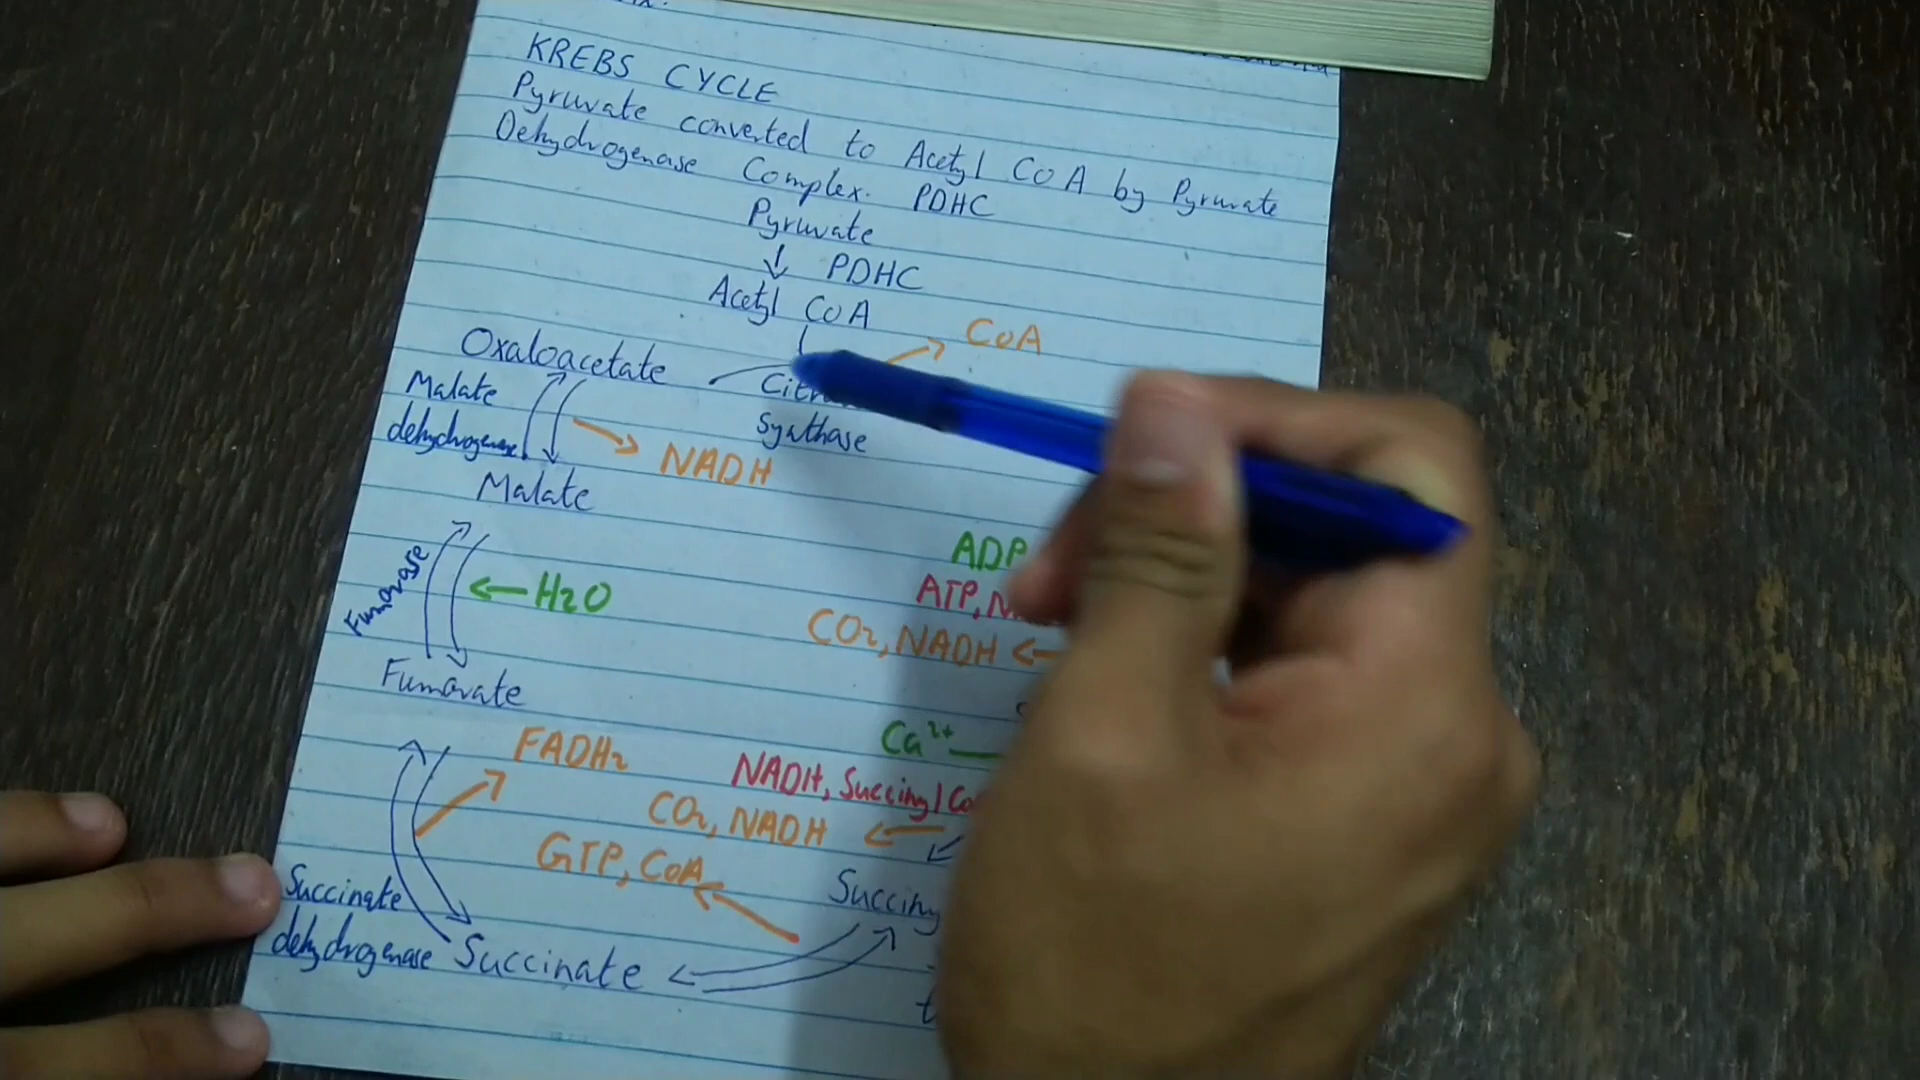 KREBS CYCLE
Pyruvate converted to Acetyl CoA by Pyruvate
Dehydrogenase Complex. PDHC
Pyruvate
PDHC
Acetyl CoA
CoA
Oxaloacetate
Synthase
Malate
dehydrogenase
NADH
Malate
ADP
Fumarase
H2O
ATP,
CO2, NADH
Fumarate
Ca2+
FADH2
NADH, Succinyl
CO2, NADH
GTP, CoA
Succinate
dehydrogenase
Succinate